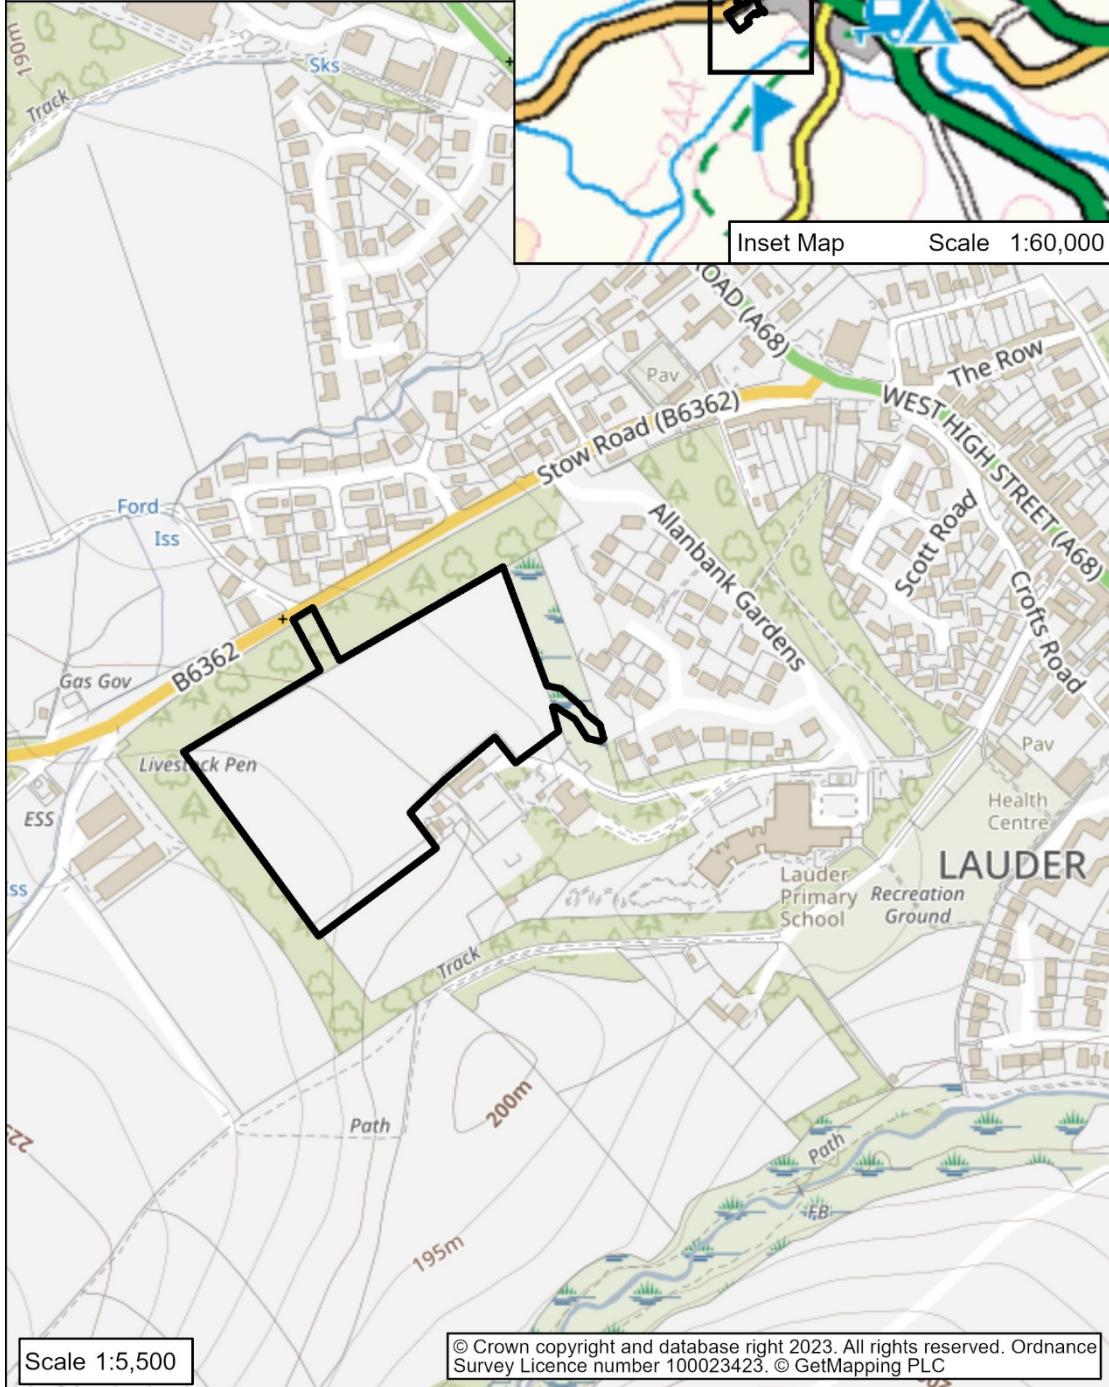 190m
Sks
Track
244
Inset Map Scale 1:60,000
ROAD (A68)
The Row
Pav
Stow Road (B6362)
WEST HIGH STREET (A68)
Ford
Iss
Allanbank Gardens
Scott Road
Crofts Road
B6362
Gas Gov
Livestock Pen
Pav
ESS
Health
Centre
LAUDER
Lauder
Primary
School
Recreation
Ground
ss
Track
200m
Path
Path
FB
195m
Scale 1:5,500
© Crown copyright and database right 2023. All rights reserved. Ordnance
Survey Licence number 100023423. © GetMapping PLC